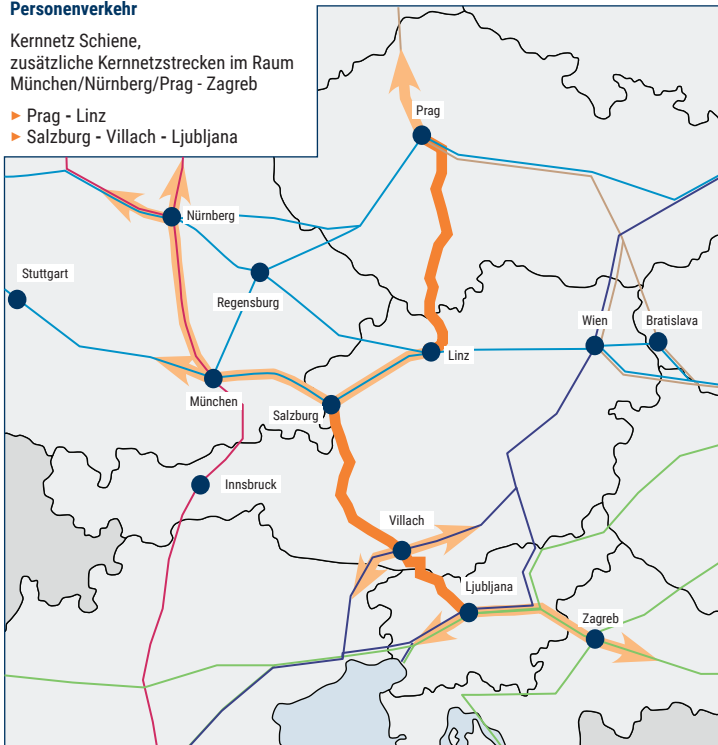 Personenverkehr
Kernnetz Schiene,
zusätzliche Kernnetzstrecken im Raum
München/Nürnberg/Prag - Zagreb
▸ Prag - Linz
▸ Salzburg - Villach - Ljubljana
Prag
Nürnberg
Stuttgart
Regensburg
Wien
Bratislava
Linz
München
Salzburg
Innsbruck
Villach
Ljubljana
Zagreb